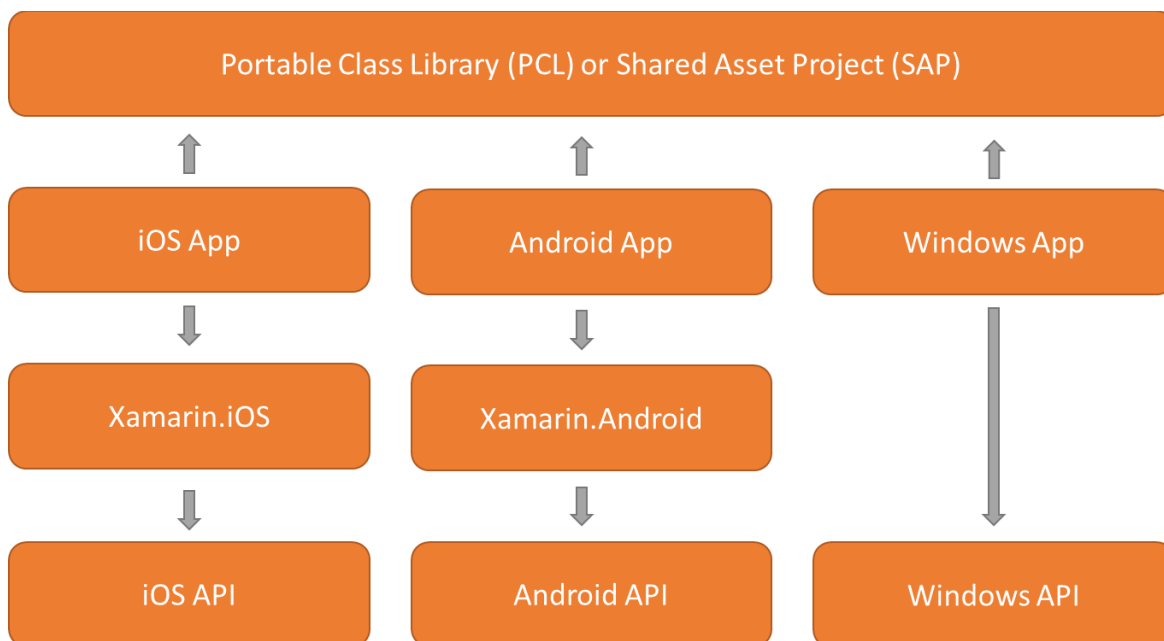 Portable Class Library (PCL) or Shared Asset Project (SAP)
iOS App
Android App
Windows App
Xamarin.iOS
Xamarin.Android
iOS API
Android API
Windows API